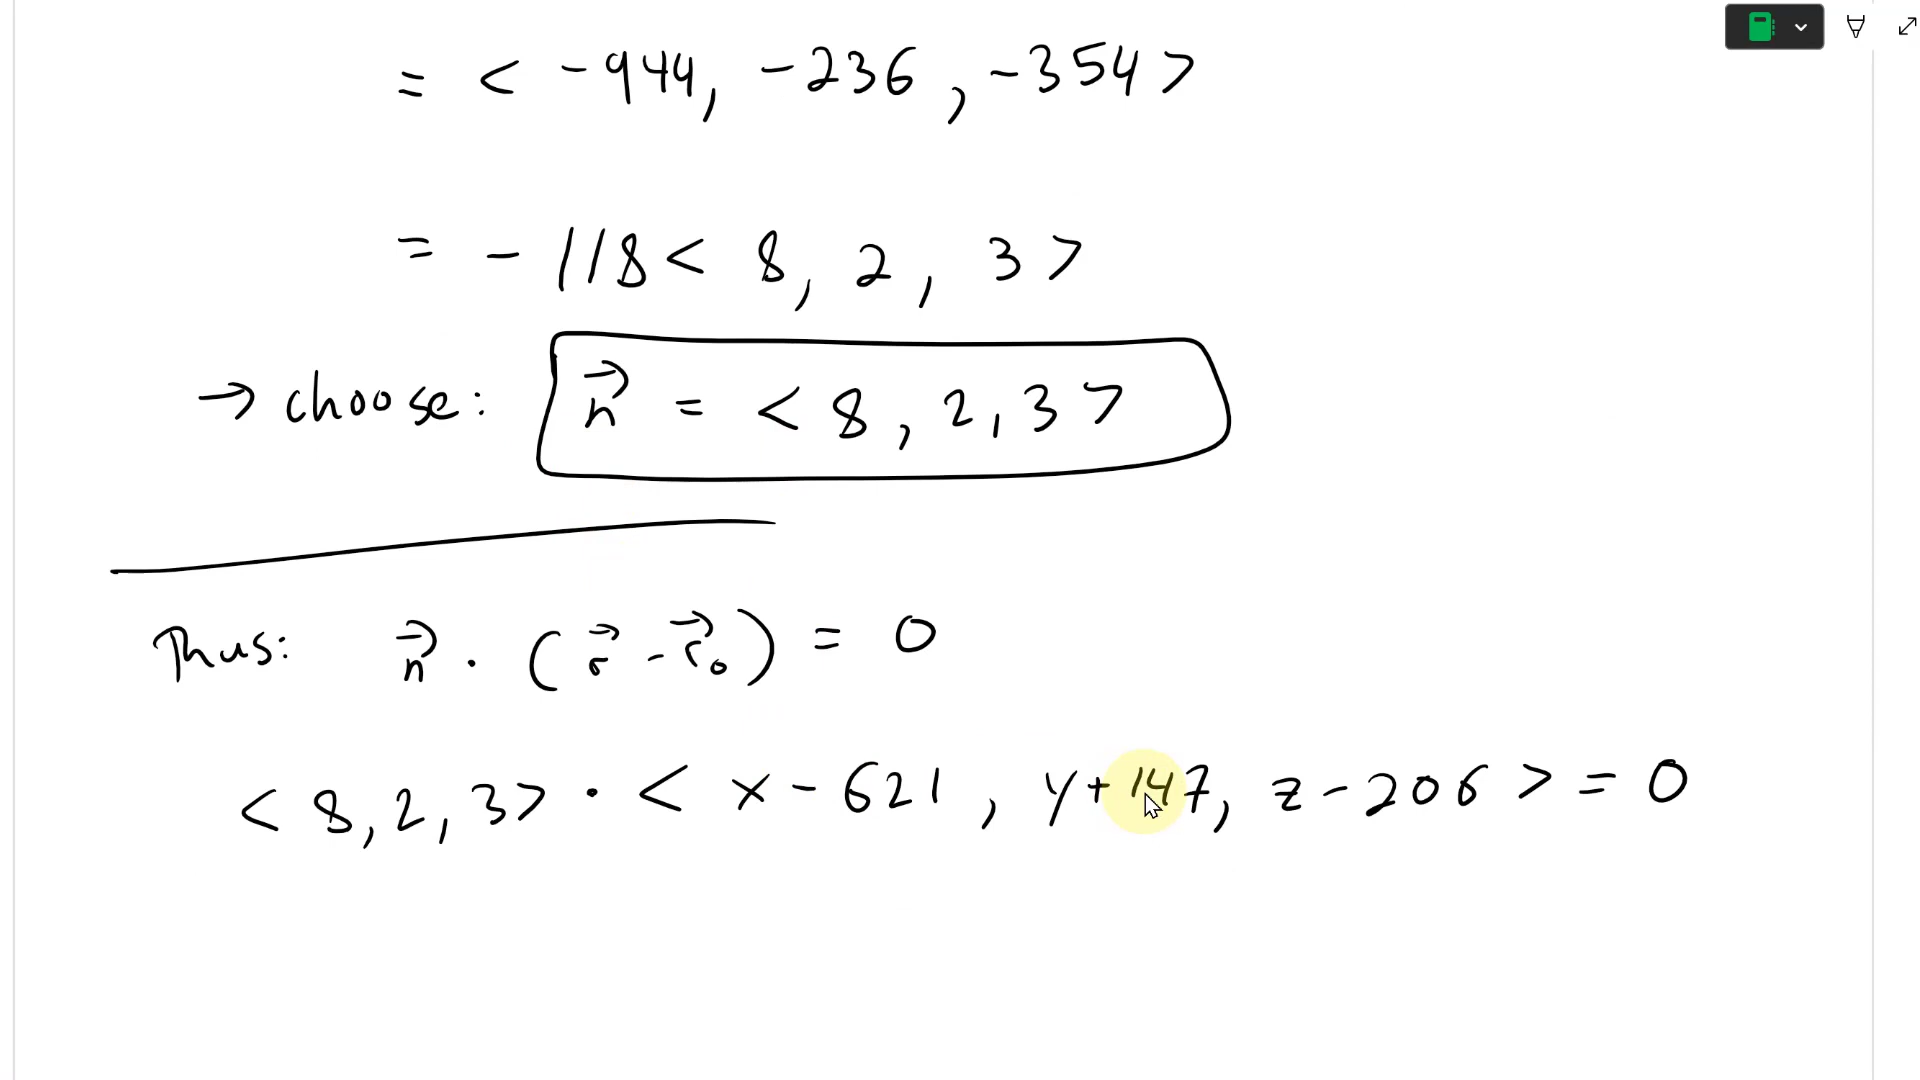 = < -944, -236, -354>
= -118< 8, 2, 3>
→ choose: n⃗ = < 8, 2, 3 >
Thus: n⃗ · (r⃗ - r⃗₀) = 0
< 8, 2, 3> · < x - 621, y + 147, z - 206 > = 0